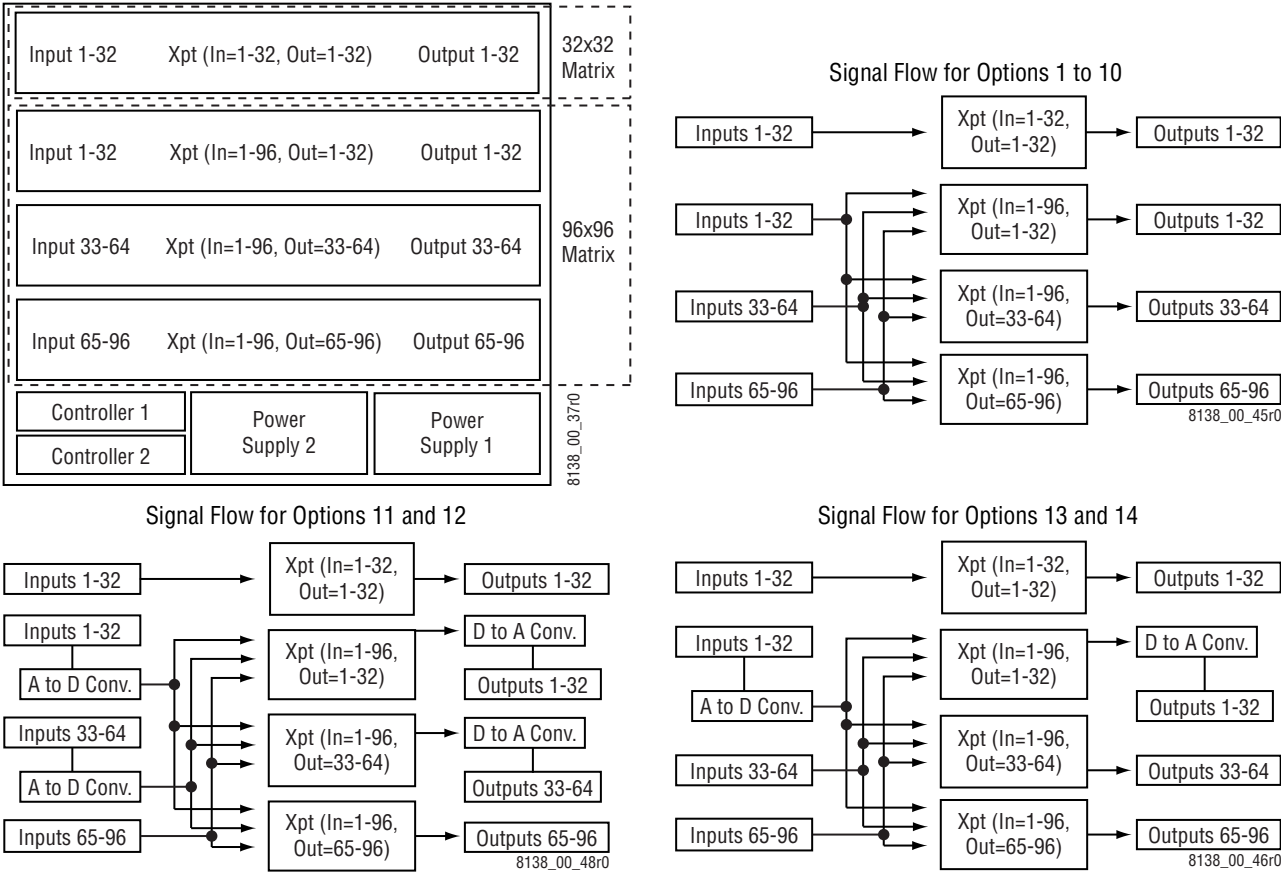 Input 1-32 Xpt (In=1-32, Out=1-32) Output 1-32
32x32
Matrix
Input 1-32 Xpt (In=1-96, Out=1-32) Output 1-32
Input 33-64 Xpt (In=1-96, Out=33-64) Output 33-64
96x96
Matrix
Input 65-96 Xpt (In=1-96, Out=65-96) Output 65-96
Controller 1
Controller 2
Power
Supply 2
Power
Supply 1
8138_00_37r0
Signal Flow for Options 1 to 10
Inputs 1-32
Xpt (In=1-32,
Out=1-32)
Outputs 1-32
Inputs 1-32
Xpt (In=1-96,
Out=1-32)
Outputs 1-32
Inputs 33-64
Xpt (In=1-96,
Out=33-64)
Outputs 33-64
Inputs 65-96
Xpt (In=1-96,
Out=65-96)
Outputs 65-96
8138_00_45r0
Signal Flow for Options 11 and 12
Inputs 1-32
Xpt (In=1-32,
Out=1-32)
Outputs 1-32
Inputs 1-32
A to D Conv.
Xpt (In=1-96,
Out=1-32)
D to A Conv.
Outputs 1-32
Inputs 33-64
A to D Conv.
Xpt (In=1-96,
Out=33-64)
D to A Conv.
Outputs 33-64
Inputs 65-96
Xpt (In=1-96,
Out=65-96)
Outputs 65-96
8138_00_48r0
Signal Flow for Options 13 and 14
Inputs 1-32
Xpt (In=1-32,
Out=1-32)
Outputs 1-32
Inputs 1-32
A to D Conv.
Xpt (In=1-96,
Out=1-32)
D to A Conv.
Outputs 1-32
Inputs 33-64
Xpt (In=1-96,
Out=33-64)
Outputs 33-64
Inputs 65-96
Xpt (In=1-96,
Out=65-96)
Outputs 65-96
8138_00_46r0